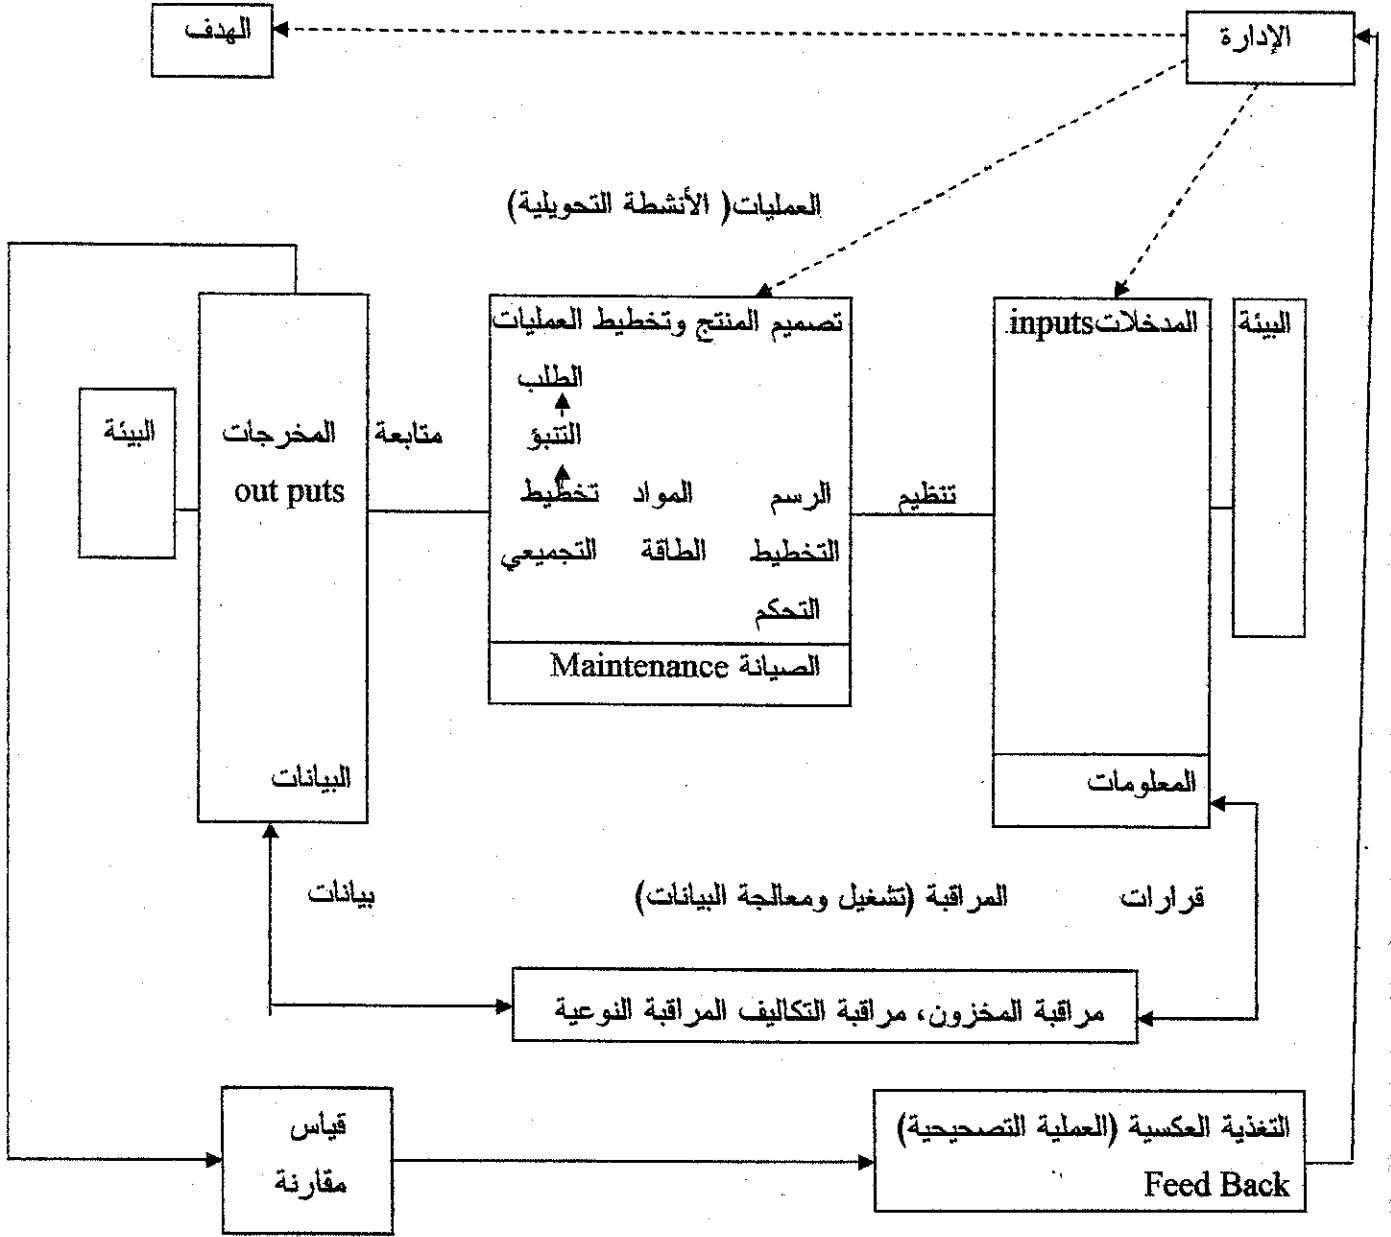 الإدارة
الهدف
العمليات( الأنشطة التحويلية)
البيئة
المدخلاتinputs
تصميم المنتج وتخطيط العمليات
الطلب
التنبؤ
الرسم المواد تخطيط
التخطيط الطاقة التجميعي
التحكم
الصيانة Maintenance
تنظيم
متابعة
المخرجات
out puts
البيئة
المعلومات
البيانات
قرارات
المراقبة (تشغيل ومعالجة البيانات)
بيانات
مراقبة المخزون، مراقبة التكاليف المراقبة النوعية
التغذية العكسية (العملية التصحيحية)
Feed Back
قياس
مقارنة